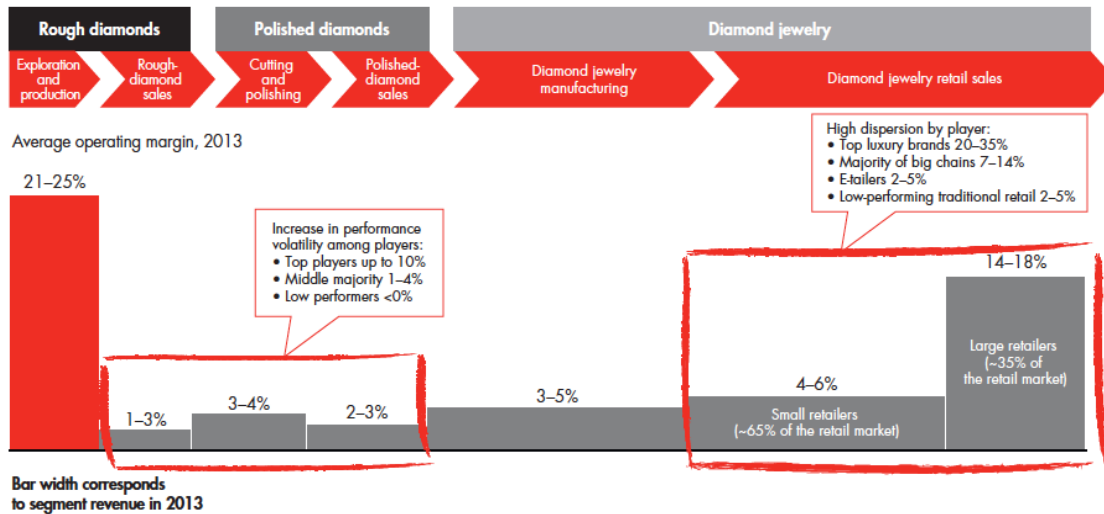 Rough diamonds
Polished diamonds
Diamond jewelry
Exploration
and
production
Rough-
diamond
sales
Cutting
and
polishing
Polished-
diamond
sales
Diamond jewelry
manufacturing
Diamond jewelry retail sales
Average operating margin, 2013
High dispersion by player:
• Top luxury brands 20–35%
• Majority of big chains 7–14%
• E-tailers 2–5%
• Low-performing traditional retail 2–5%
Increase in performance
volatility among players:
• Top players up to 10%
• Middle majority 1–4%
• Low performers <0%
21–25%
1–3%
3–4%
2–3%
3–5%
4–6%
Small retailers
(~65% of the retail market)
14–18%
Large retailers
(~35% of
the retail market)
Bar width corresponds
to segment revenue in 2013